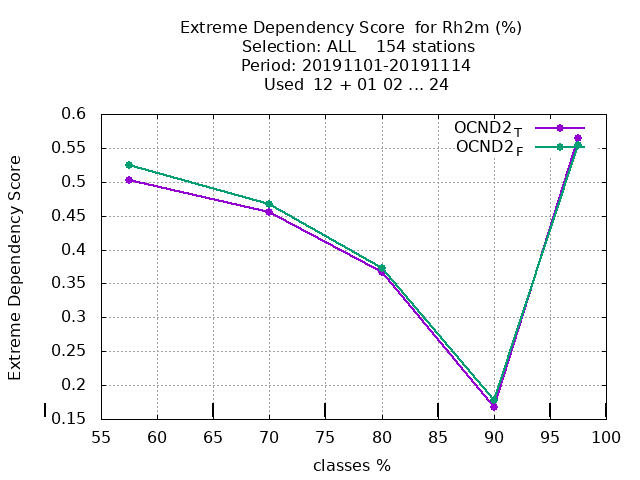 Extreme Dependency Score  for Rh2m (%)
Selection: ALL    154 stations
Period: 20191101-20191114
Used  12 + 01 02 ... 24
OCND2T
OCND2F
Extreme Dependency Score
0.6
0.55
0.5
0.45
0.4
0.35
0.3
0.25
0.2
0.15
55 60 65 70 75 80 85 90 95 100
classes %